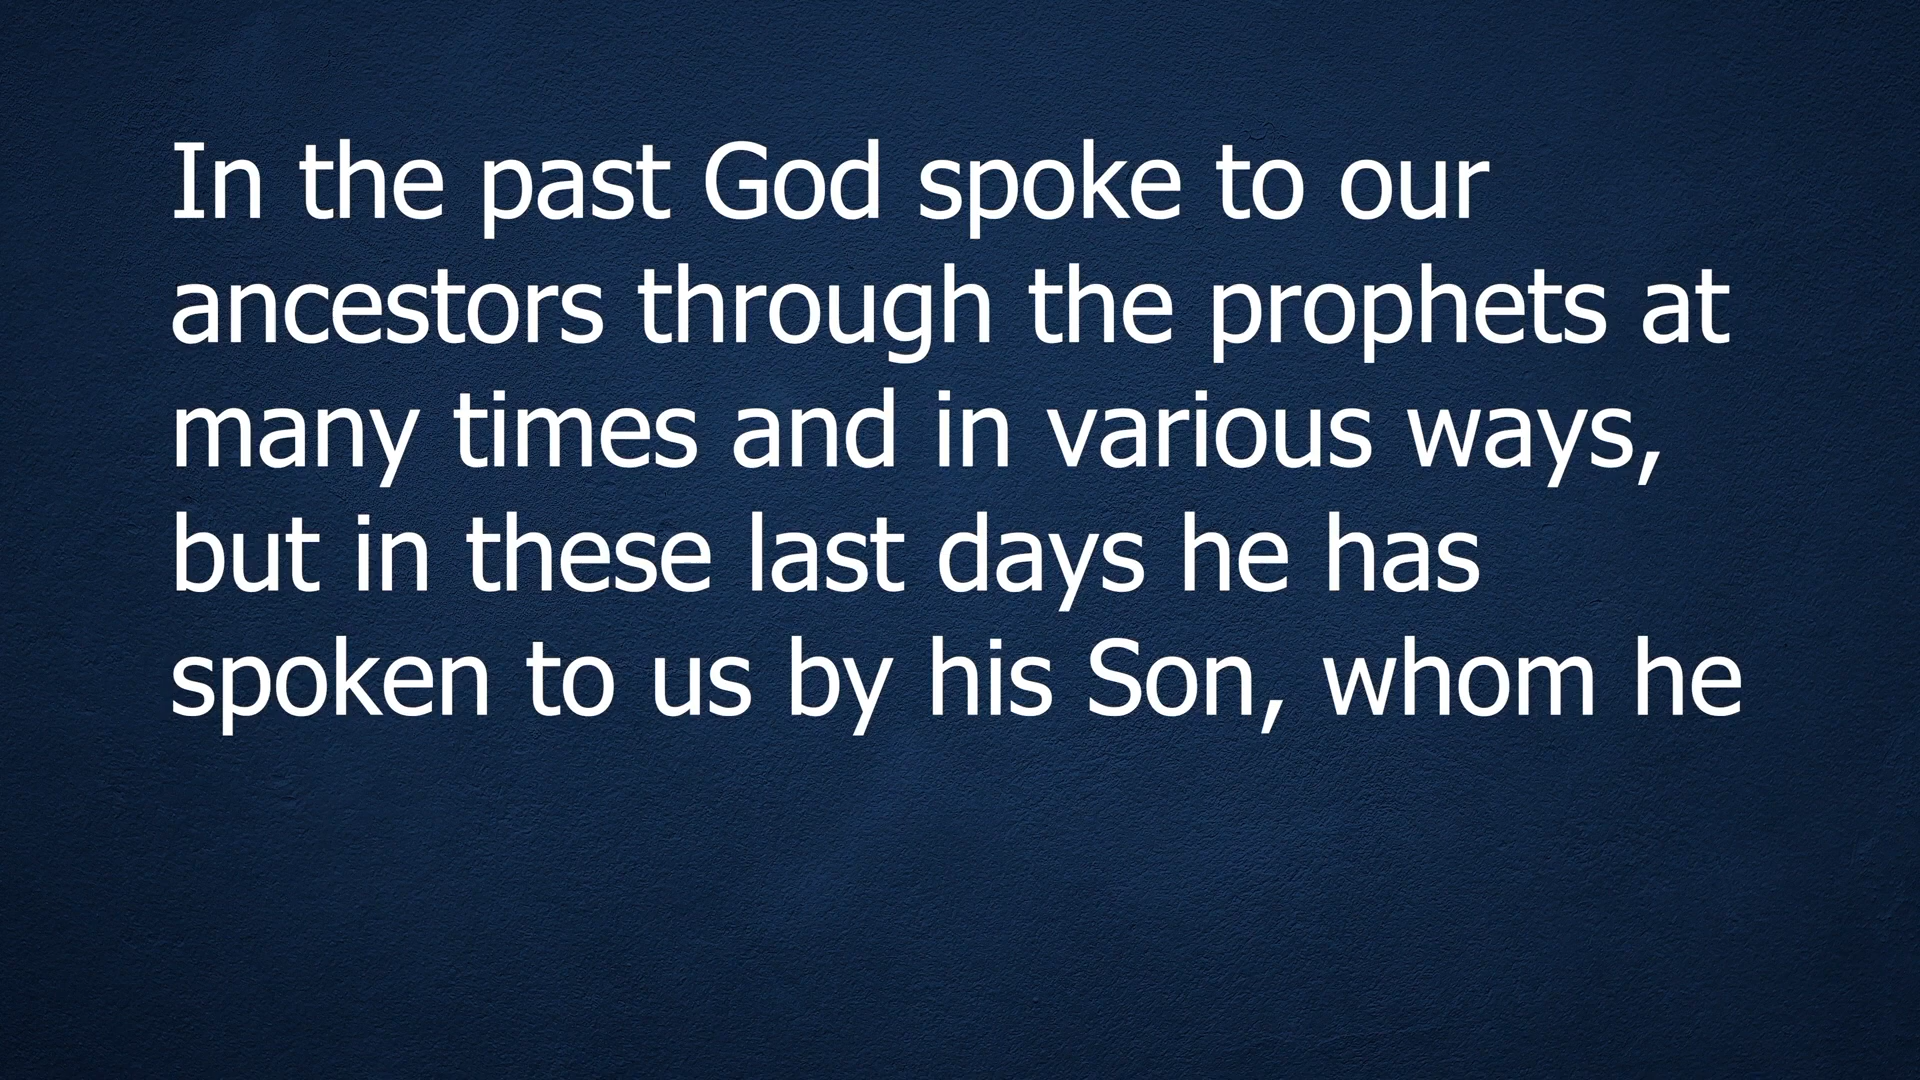 In the past God spoke to our
ancestors through the prophets at
many times and in various ways,
but in these last days he has
spoken to us by his Son, whom he